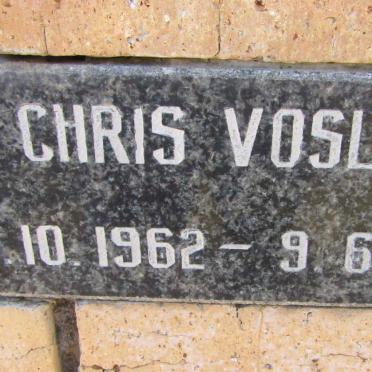 CHRIS VOSL
.10.1962 – 9.6